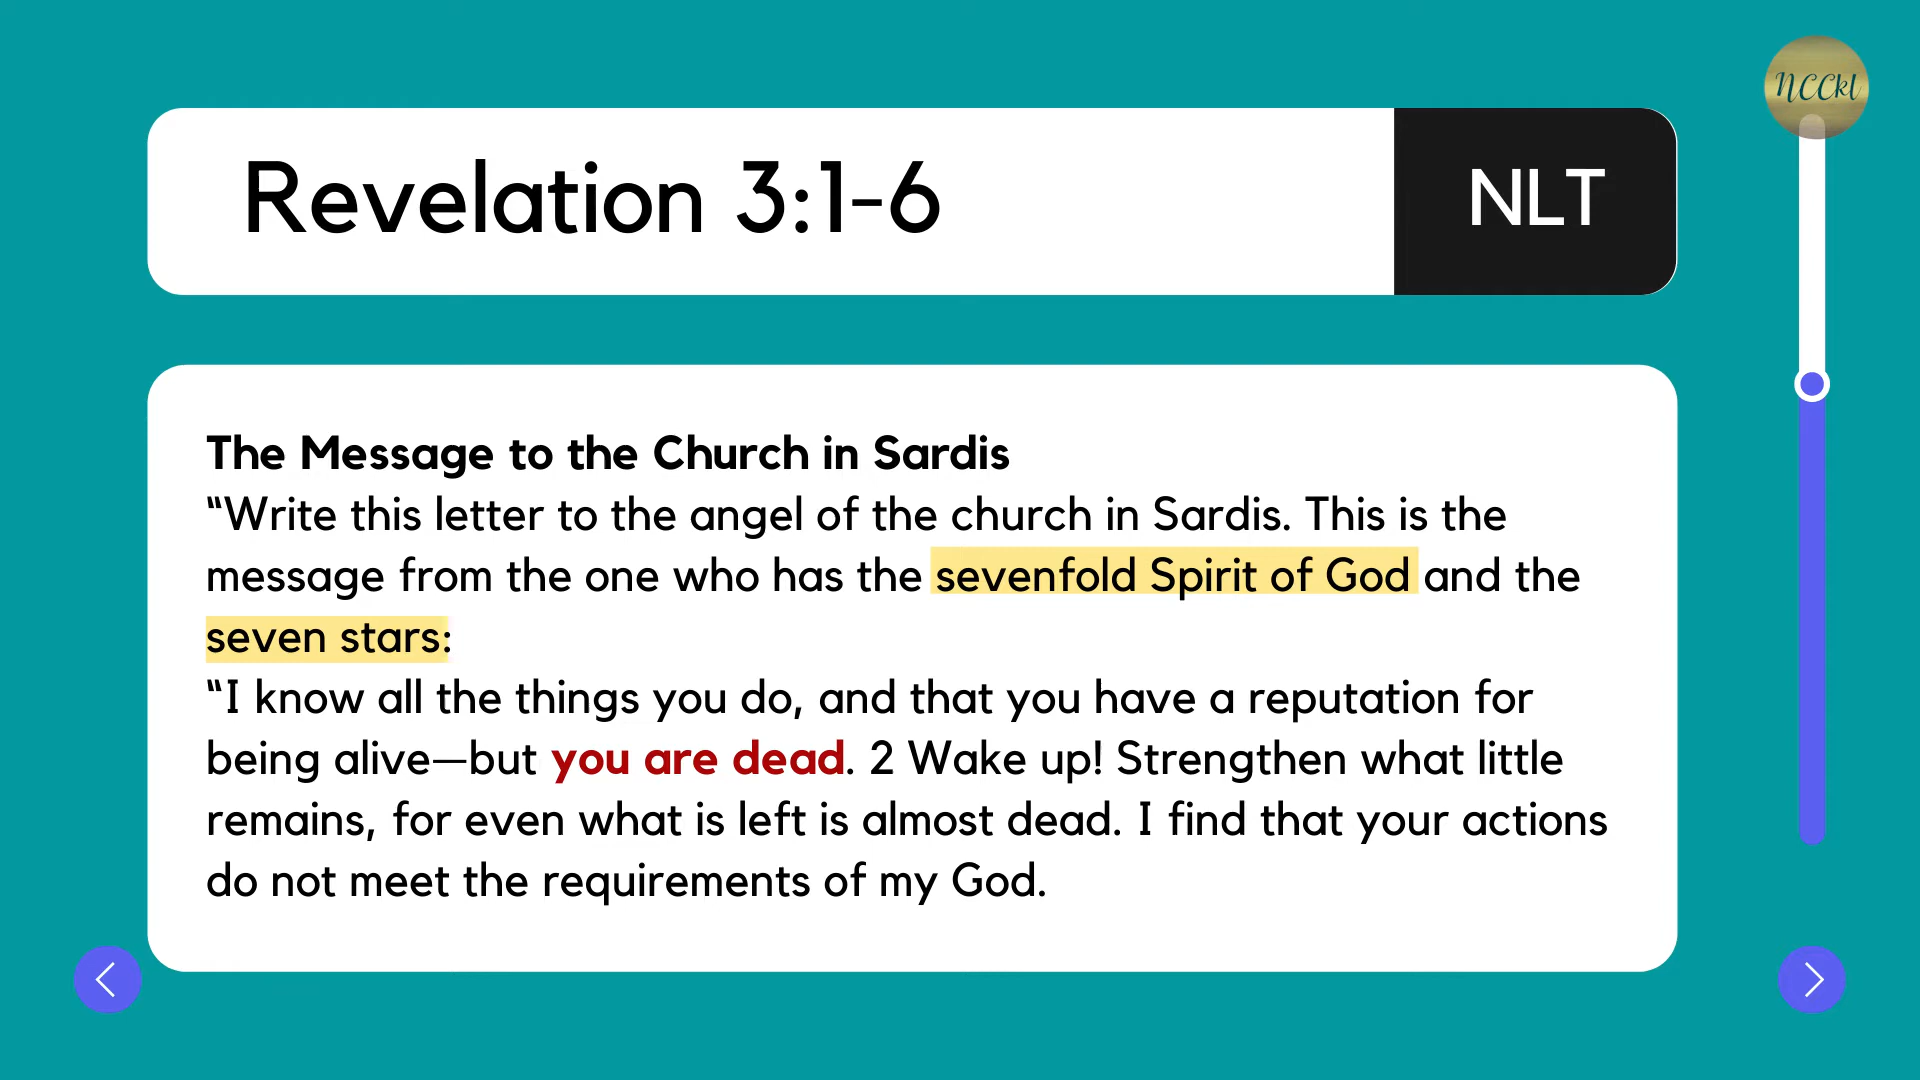 NCCkl
Revelation 3:1-6
NLT
The Message to the Church in Sardis
“Write this letter to the angel of the church in Sardis. This is the
message from the one who has the sevenfold Spirit of God and the
seven stars:
“I know all the things you do, and that you have a reputation for
being alive—but you are dead. 2 Wake up! Strengthen what little
remains, for even what is left is almost dead. I find that your actions
do not meet the requirements of my God.